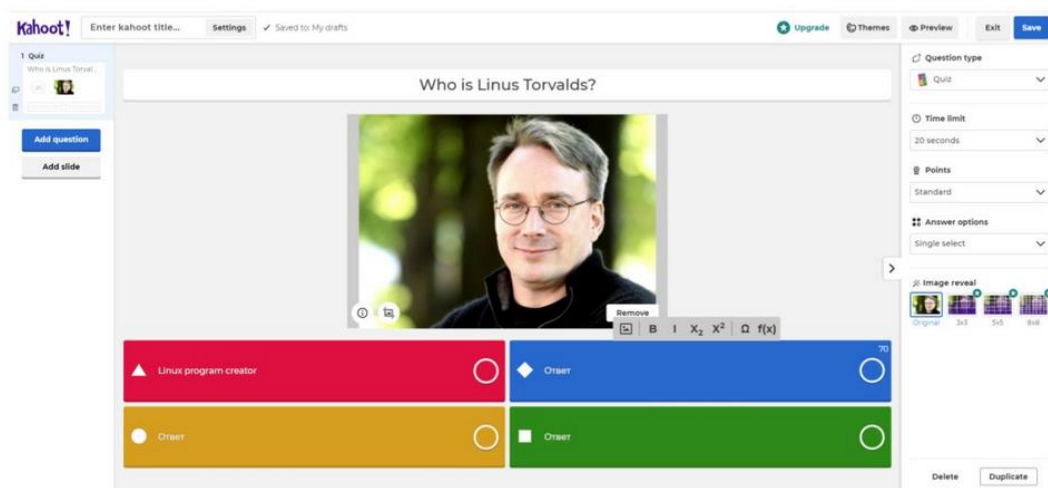 Kahoot!
Enter kahoot title...
Settings
✓ Saved to: My drafts
Upgrade
Themes
Preview
Exit
Save
1 Quiz
Who is Linus Torval...
Add question
Add slide
Who is Linus Torvalds?
Remove
B I X₂ X² Ω f(x)
Linux program creator
70
Ответ
Ответ
Ответ
Question type
Quiz
Time limit
20 seconds
Points
Standard
Answer options
Single select
Image reveal
Original 3x3 5x5 8x8
Delete
Duplicate